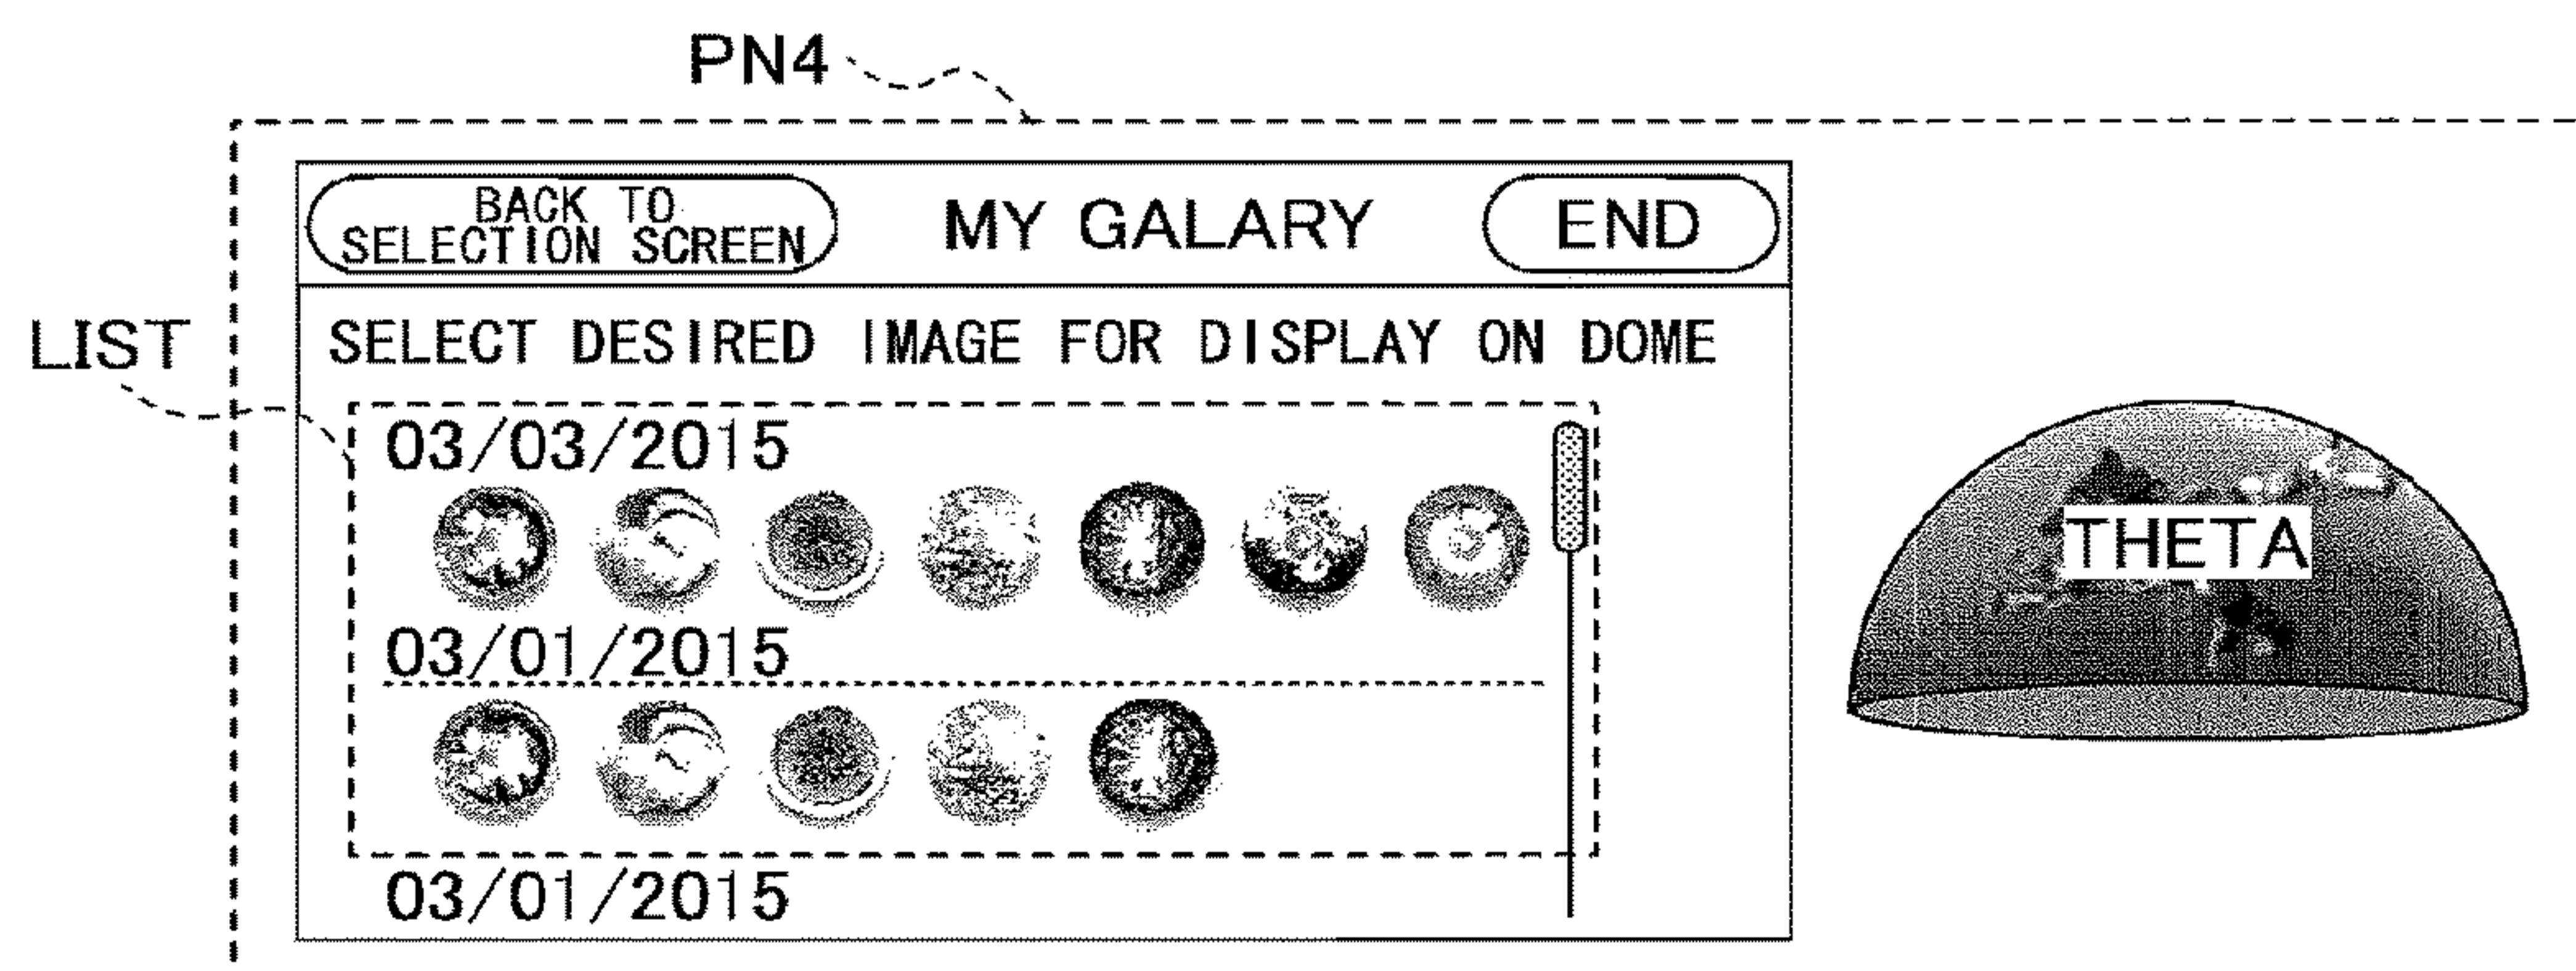 PN4
BACK TO
SELECTION SCREEN
MY GALARY
END
LIST
SELECT DESIRED IMAGE FOR DISPLAY ON DOME
03/03/2015
THETA
03/01/2015
03/01/2015